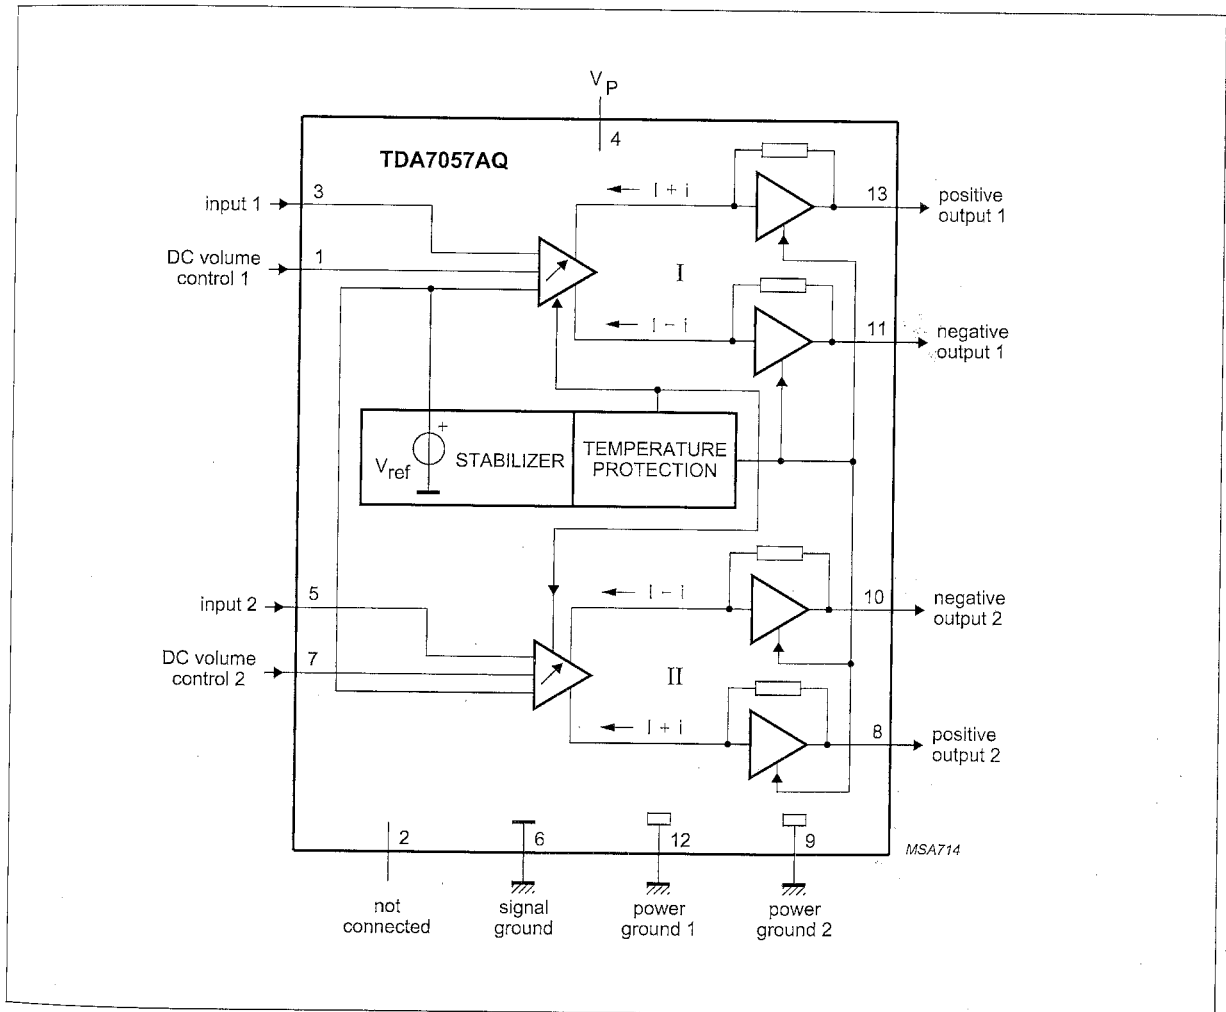 V
P
4
TDA7057AQ
input 1
3
I + i
13
positive
output 1
DC volume
control 1
1
I
I – i
11
negative
output 1
V ref
+
STABILIZER
TEMPERATURE
PROTECTION
input 2
5
I – i
10
negative
output 2
DC volume
control 2
7
II
I + i
8
positive
output 2
2
6
12
9
MSA714
not
connected
signal
ground
power
ground 1
power
ground 2